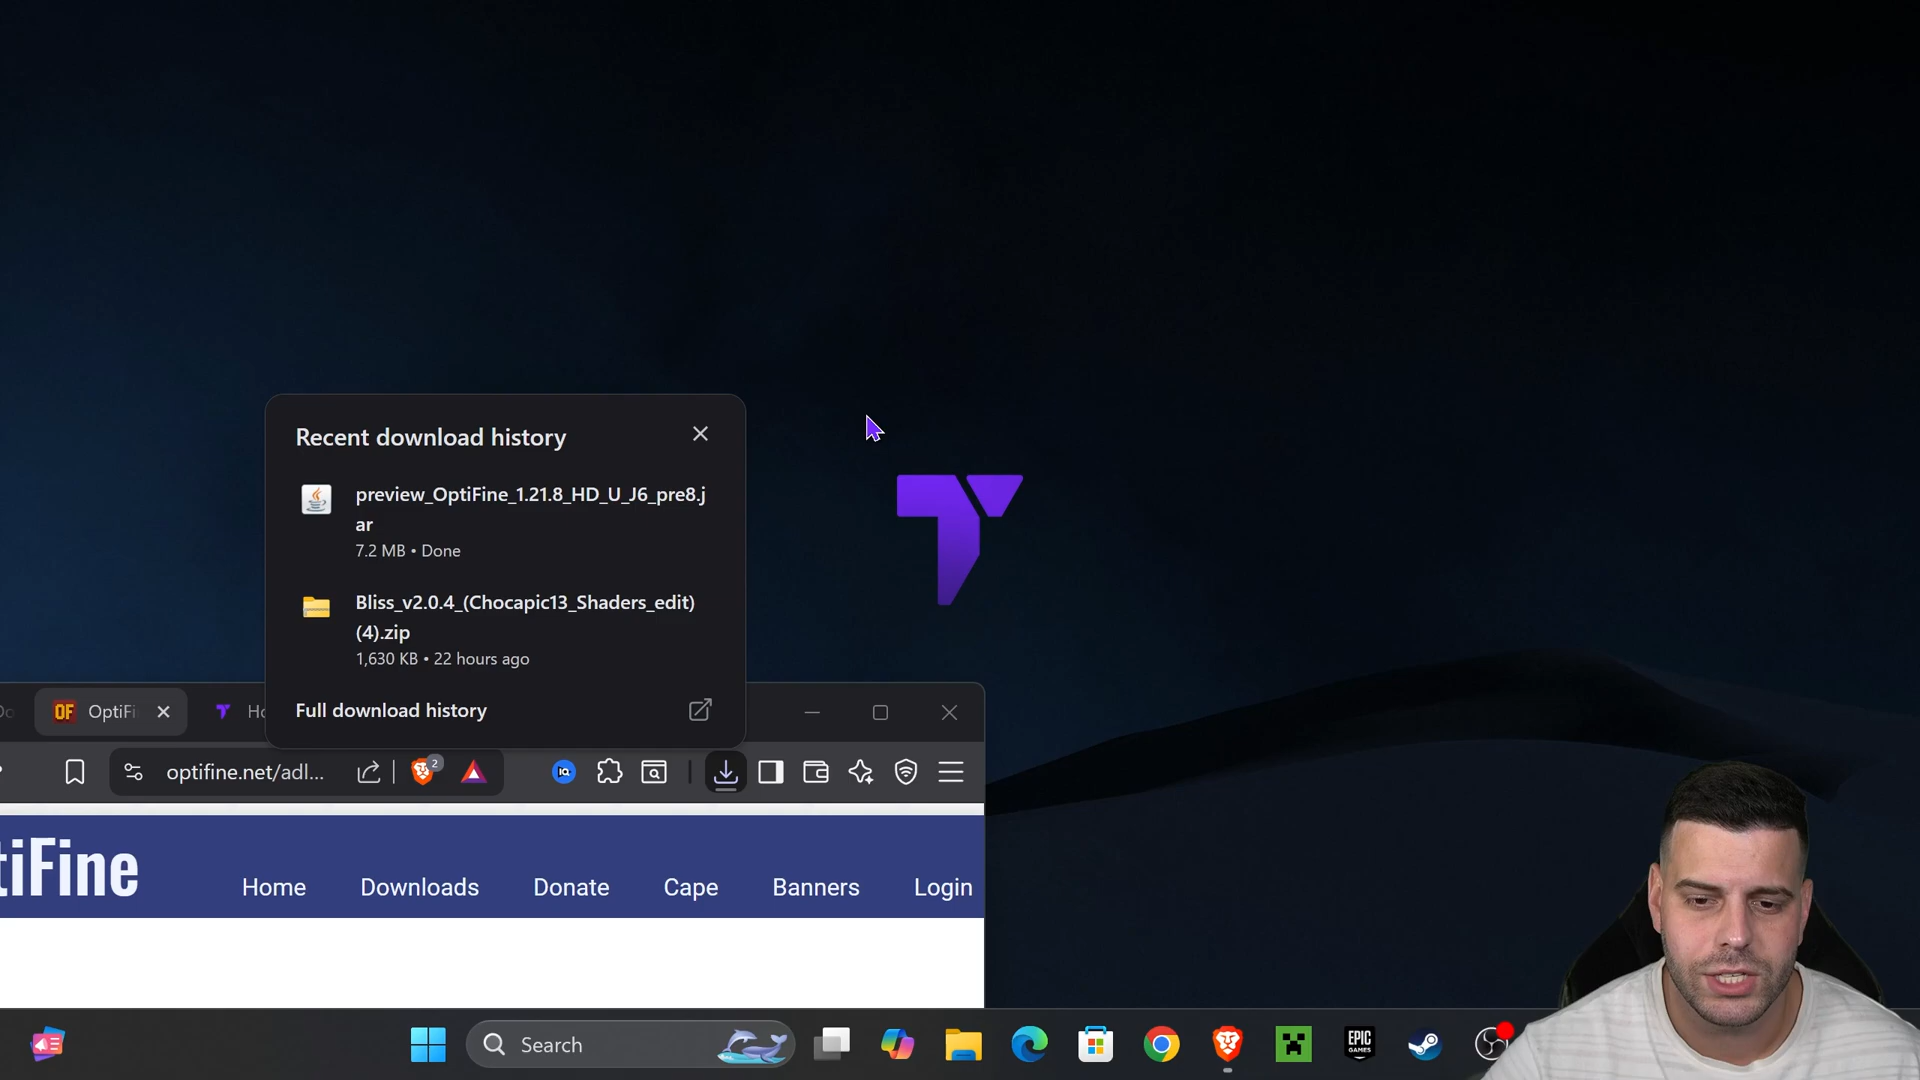 Recent download history
preview_OptiFine_1.21.8_HD_U_J6_pre8.j
ar
7.2 MB • Done
Bliss_v2.0.4_(Chocapic13_Shaders_edit)
(4).zip
1,630 KB • 22 hours ago
Full download history
OF OptiFi
Ho
optifine.net/adl...
2
tiFine
Home Downloads Donate Cape Banners Login
Search
EPIC
GAMES